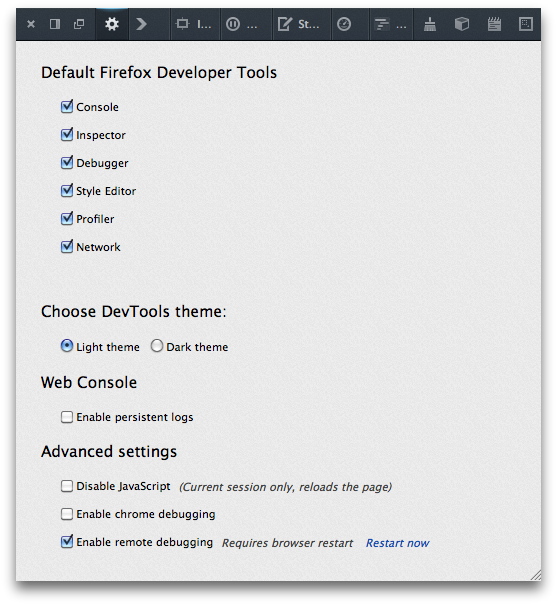 I... ... St... ...
Default Firefox Developer Tools
Console
Inspector
Debugger
Style Editor
Profiler
Network
Choose DevTools theme:
Light theme Dark theme
Web Console
Enable persistent logs
Advanced settings
Disable JavaScript (Current session only, reloads the page)
Enable chrome debugging
Enable remote debugging Requires browser restart Restart now